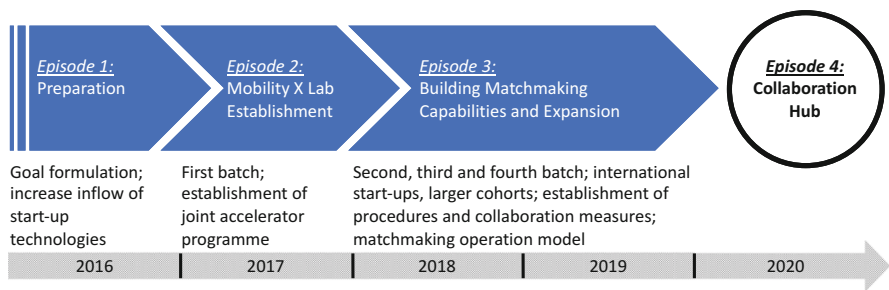 Episode 1:
Preparation
Episode 2:
Mobility X Lab
Establishment
Episode 3:
Building Matchmaking
Capabilities and Expansion
Episode 4:
Collaboration
Hub
Goal formulation;
increase inflow of
start-up
technologies
First batch;
establishment of
joint accelerator
programme
Second, third and fourth batch; international
start-ups, larger cohorts; establishment of
procedures and collaboration measures;
matchmaking operation model
2016
2017
2018
2019
2020